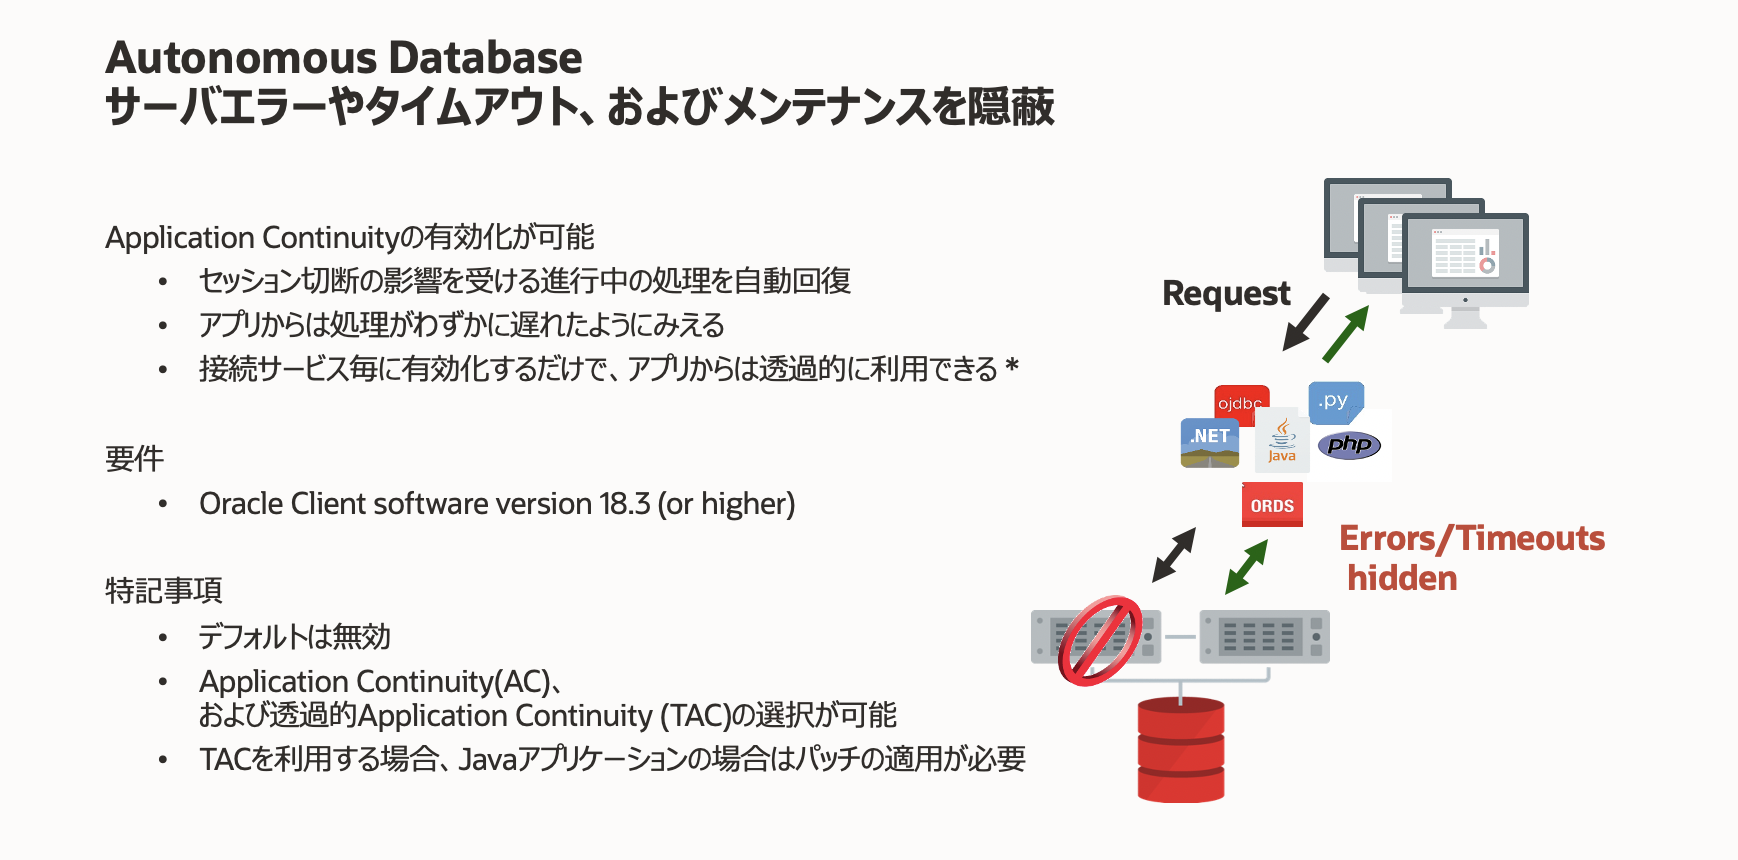 Autonomous Database
サーバエラーやタイムアウト、およびメンテナンスを隠蔽
Application Continuityの有効化が可能
• セッション切断の影響を受ける進行中の処理を自動回復
• アプリからは処理がわずかに遅れたようにみえる
• 接続サービス毎に有効化するだけで、アプリからは透過的に利用できる *
要件
• Oracle Client software version 18.3 (or higher)
特記事項
• デフォルトは無効
• Application Continuity(AC)、
および透過的Application Continuity (TAC)の選択が可能
• TACを利用する場合、Javaアプリケーションの場合はパッチの適用が必要
Request
ojdbc
.py
.NET
Java
php
ORDS
Errors/Timeouts
hidden